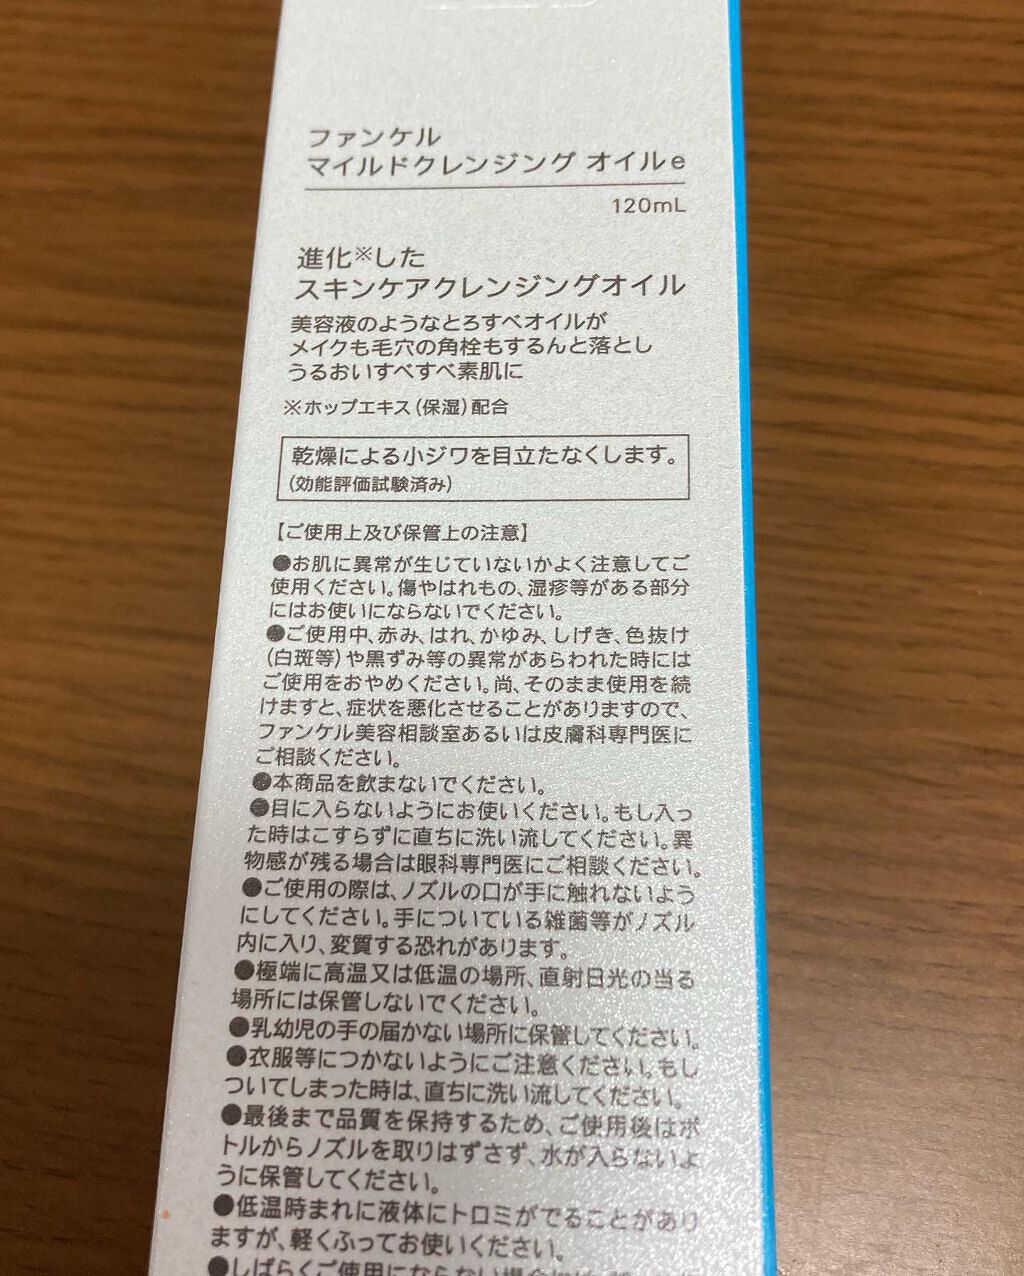 ファンケル
マイルドクレンジング オイルe
120mL
進化※した
スキンケアクレンジングオイル
美容液のようなとろすべオイルが
メイクも毛穴の角栓もするんと落とし
うるおいすべすべ素肌に
※ホップエキス(保湿)配合
乾燥による小ジワを目立たなくします。
(効能評価試験済み)
【ご使用上及び保管上の注意】
●お肌に異常が生じていないかよく注意してご
使用ください。傷やはれもの、湿疹等がある部分
にはお使いにならないでください。
●ご使用中、赤み、はれ、かゆみ、しげき、色抜け
(白斑等)や黒ずみ等の異常があらわれた時には
ご使用をおやめください。尚、そのまま使用を続
けますと、症状を悪化させることがありますので、
ファンケル美容相談室あるいは皮膚科専門医に
ご相談ください。
●本商品を飲まないでください。
●目に入らないようにお使いください。もし入っ
た時はこすらずに直ちに洗い流してください。異
物感が残る場合は眼科専門医にご相談ください。
●ご使用の際は、ノズルの口が手に触れないよう
にしてください。手についている雑菌等がノズル
内に入り、変質する恐れがあります。
●極端に高温又は低温の場所、直射日光の当る
場所には保管しないでください。
●乳幼児の手の届かない場所に保管してください。
●衣服等につかないようにご注意ください。もし
ついてしまった時は、直ちに洗い流してください。
●最後まで品質を保持するため、ご使用後はボ
トルからノズルを取りはずさず、水が入らないよ
うに保管してください。
●低温時まれに液体にトロミがでることがあり
ますが、軽くふってお使いください。
●しばらくご使用にならない場合に